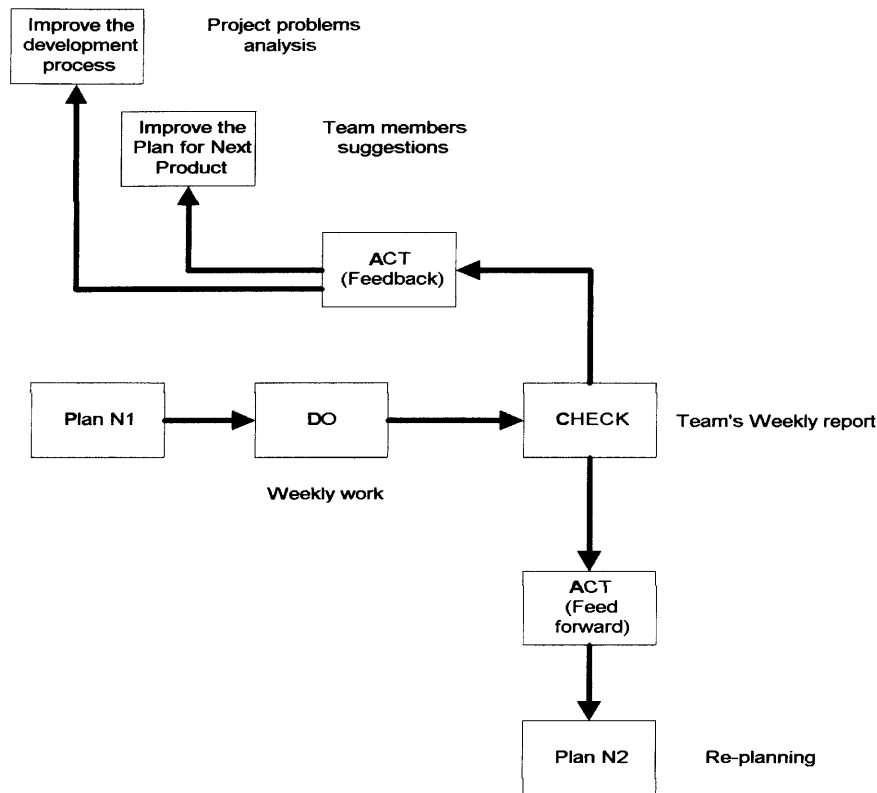 Improve the
development
process
Project problems
analysis
Improve the
Plan for Next
Product
Team members
suggestions
ACT
(Feedback)
Plan N1
DO
CHECK
Team's Weekly report
Weekly work
ACT
(Feed
forward)
Plan N2
Re-planning